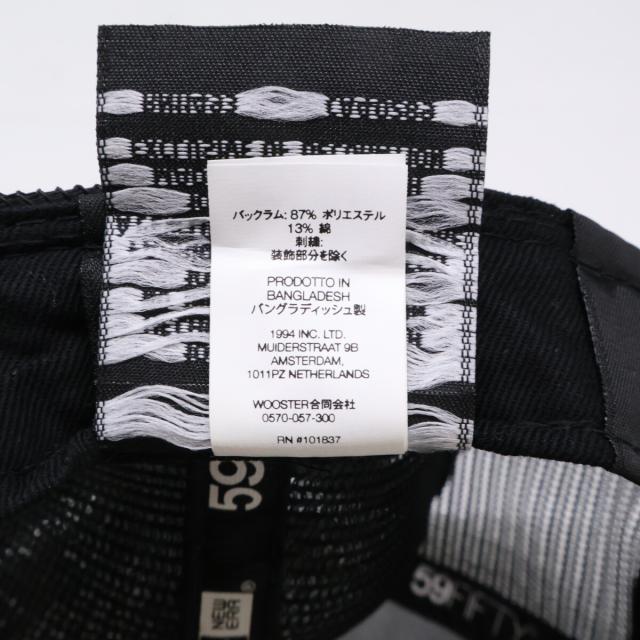 バックラム: 87% ポリエステル
13% 綿
刺繍:
装飾部分を除く
PRODOTTO IN
BANGLADESH
バングラディッシュ製
1994 INC. LTD.
MUIDERSTRAAT 9B
AMSTERDAM,
1011PZ NETHERLANDS
WOOSTER合同会社
0570-057-300
RN #101837
59
59FIFTY